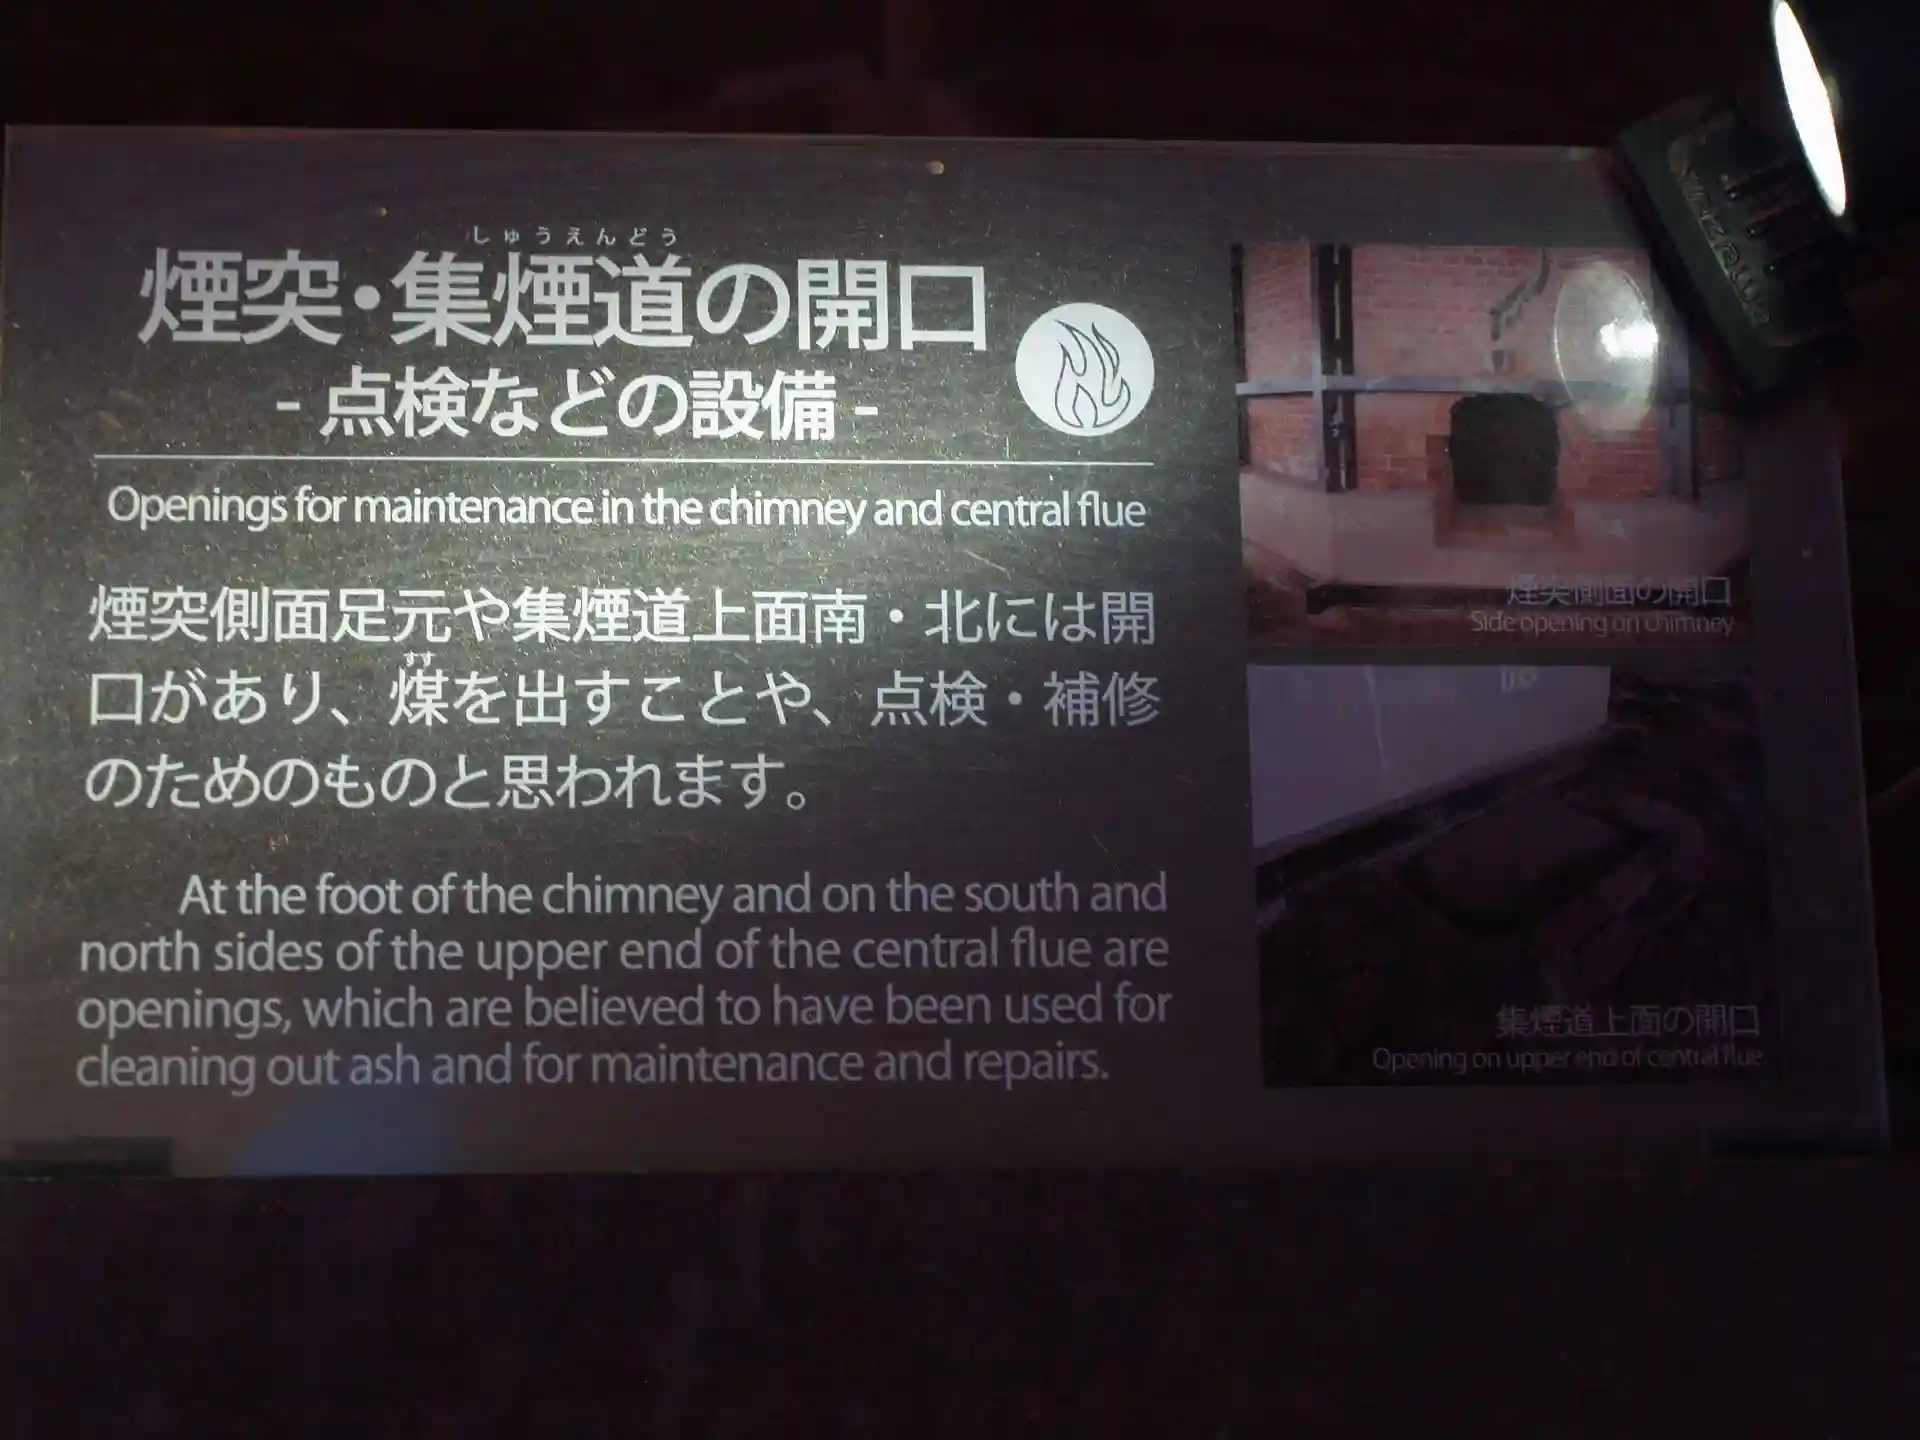 しゅうえんどう
煙突・集煙道の開口
- 点検などの設備 -
Openings for maintenance in the chimney and central flue
煙突側面足元や集煙道上面南・北には開
すす
口があり、煤を出すことや、点検・補修
のためのものと思われます。
At the foot of the chimney and on the south and
north sides of the upper end of the central flue are
openings, which are believed to have been used for
cleaning out ash and for maintenance and repairs.
煙突側面の開口
Side opening on chimney
集煙道上面の開口
Opening on upper end of central flue